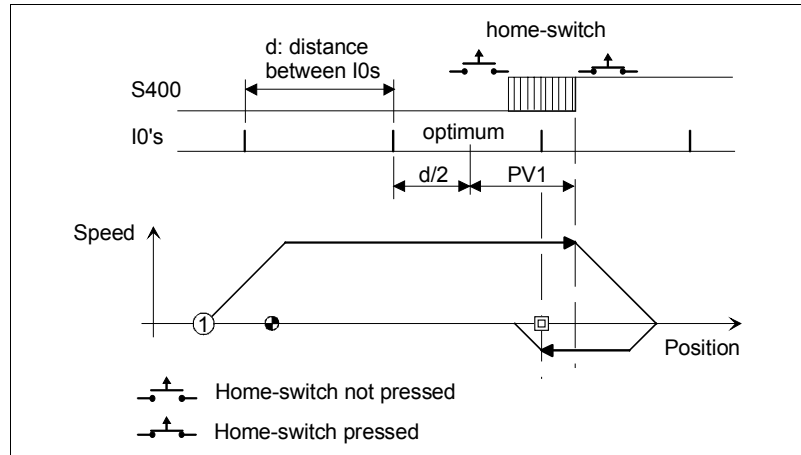 home-switch
d: distance
between I0s
S400
I0's
optimum
d/2
PV1
Speed
1
Position
Home-switch not pressed
Home-switch pressed